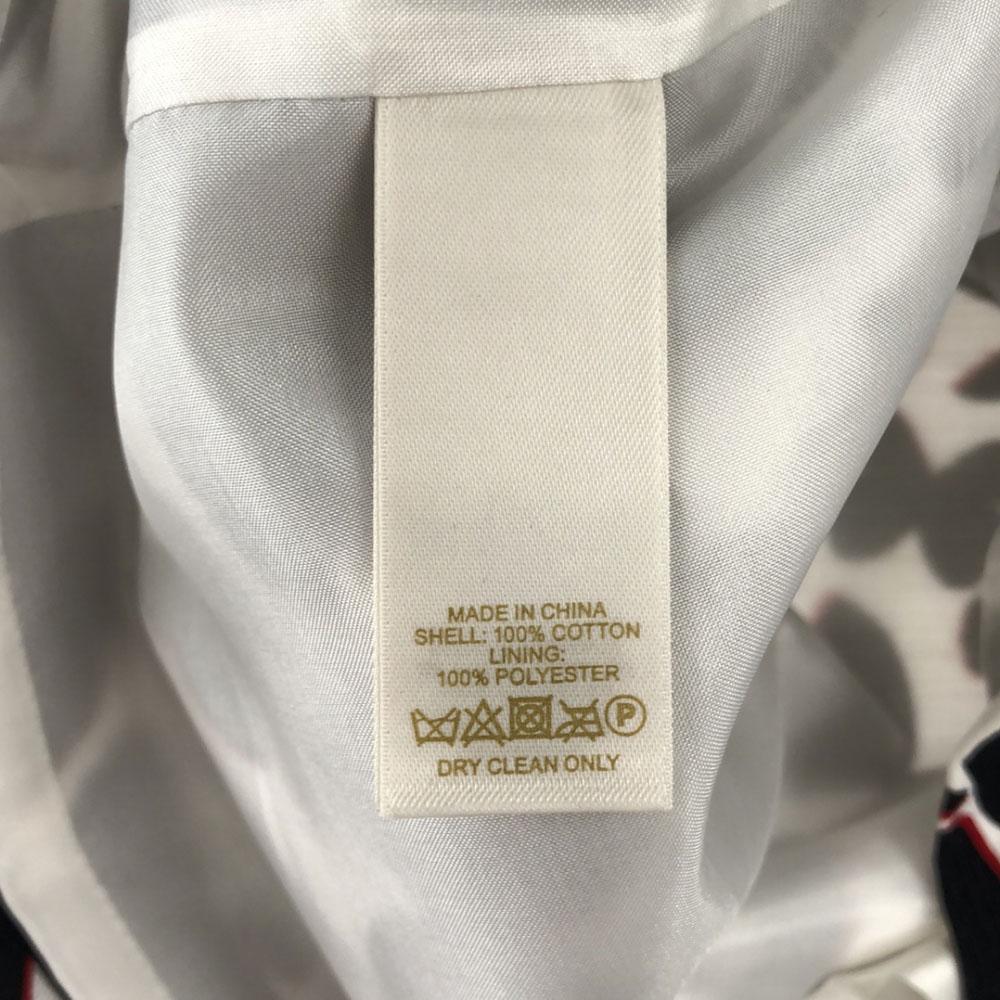 MADE IN CHINA
SHELL: 100% COTTON
LINING:
100% POLYESTER
P
DRY CLEAN ONLY